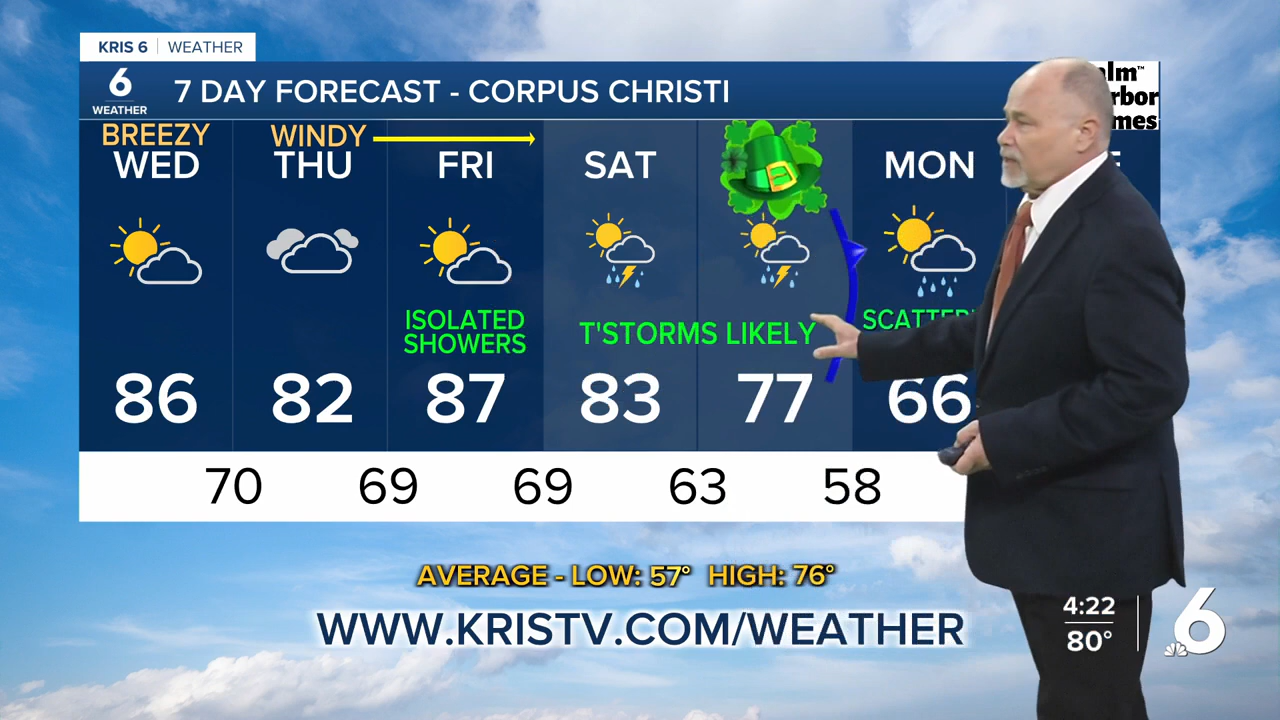 KRIS 6 | WEATHER
6
WEATHER
7 DAY FORECAST - CORPUS CHRISTI
BREEZY WINDY
WED THU FRI SAT MON
ISOLATED
SHOWERS
T'STORMS LIKELY
86 82 87 83 77 66
70 69 69 63 58
AVERAGE - LOW: 57° HIGH: 76°
WWW.KRISTV.COM/WEATHER
4:22
80°
6